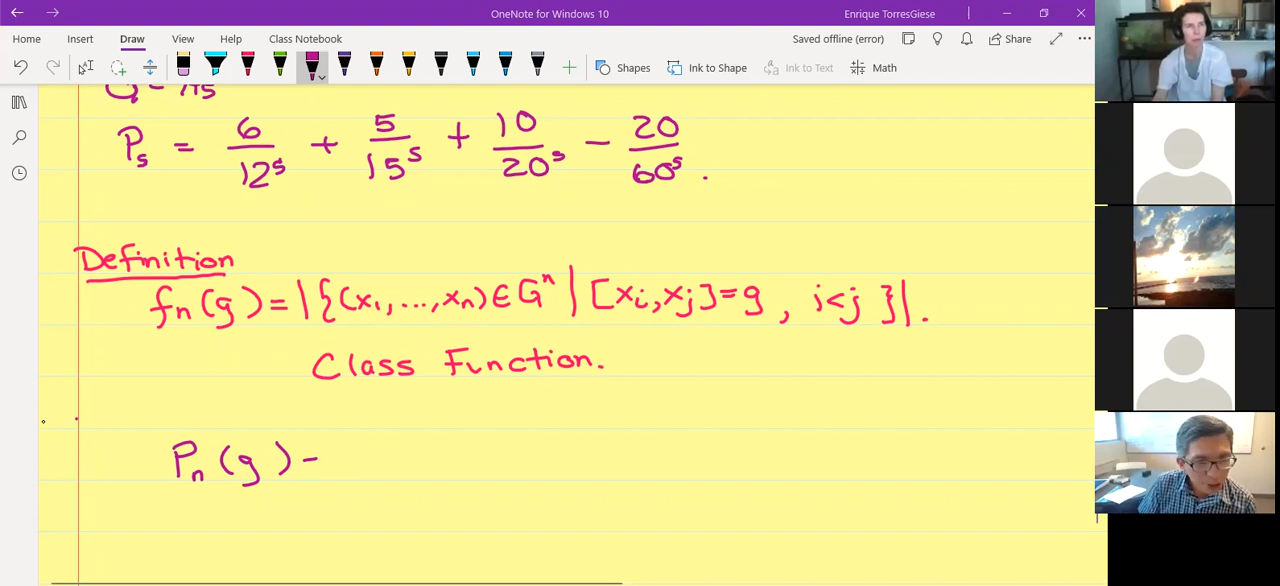 OneNote for Windows 10
Enrique TorresGiese
Home Insert Draw View Help Class Notebook
Saved offline (error)
Share
Shapes Ink to Shape Ink to Text Math
P_s = 6/12^s + 5/15^s + 10/20^s - 20/60^s .
Definition
f_n(g) = |{(x_1, ..., x_n) ∈ G^n | [x_i, x_j] = g , i<j }| .
Class Function.
P_n(g) -